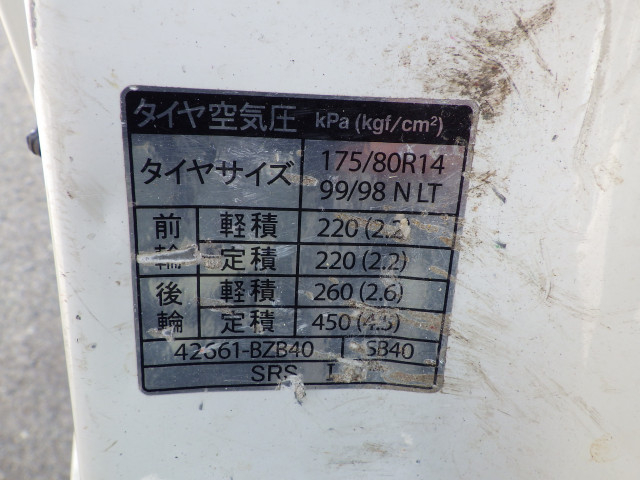 タイヤ空気圧 kPa (kgf/cm²)
タイヤサイズ 175/80R14
99/98 N LT
前輪 軽積 220 (2.2)
定積 220 (2.2)
後輪 軽積 260 (2.6)
定積 450 (4.5)
42661-BZB40 SB40
SRS I